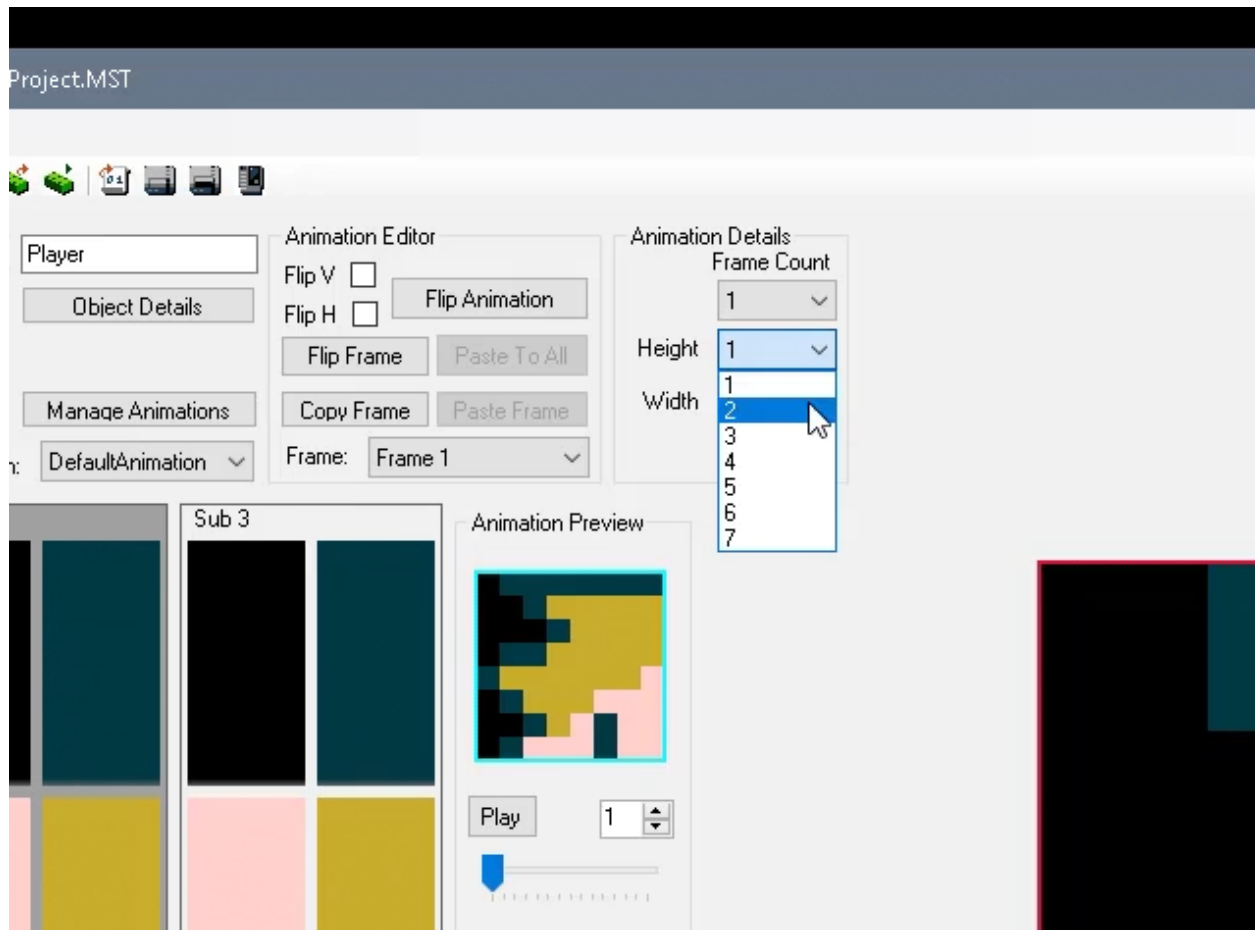 Project.MST
Player
Object Details
Manage Animations
n:
DefaultAnimation
Animation Editor
Flip V
Flip H
Flip Animation
Flip Frame
Paste To All
Copy Frame
Paste Frame
Frame:
Frame 1
Animation Details
Frame Count
1
Height
1
Width
1
2
3
4
5
6
7
Sub 3
Animation Preview
Play
1